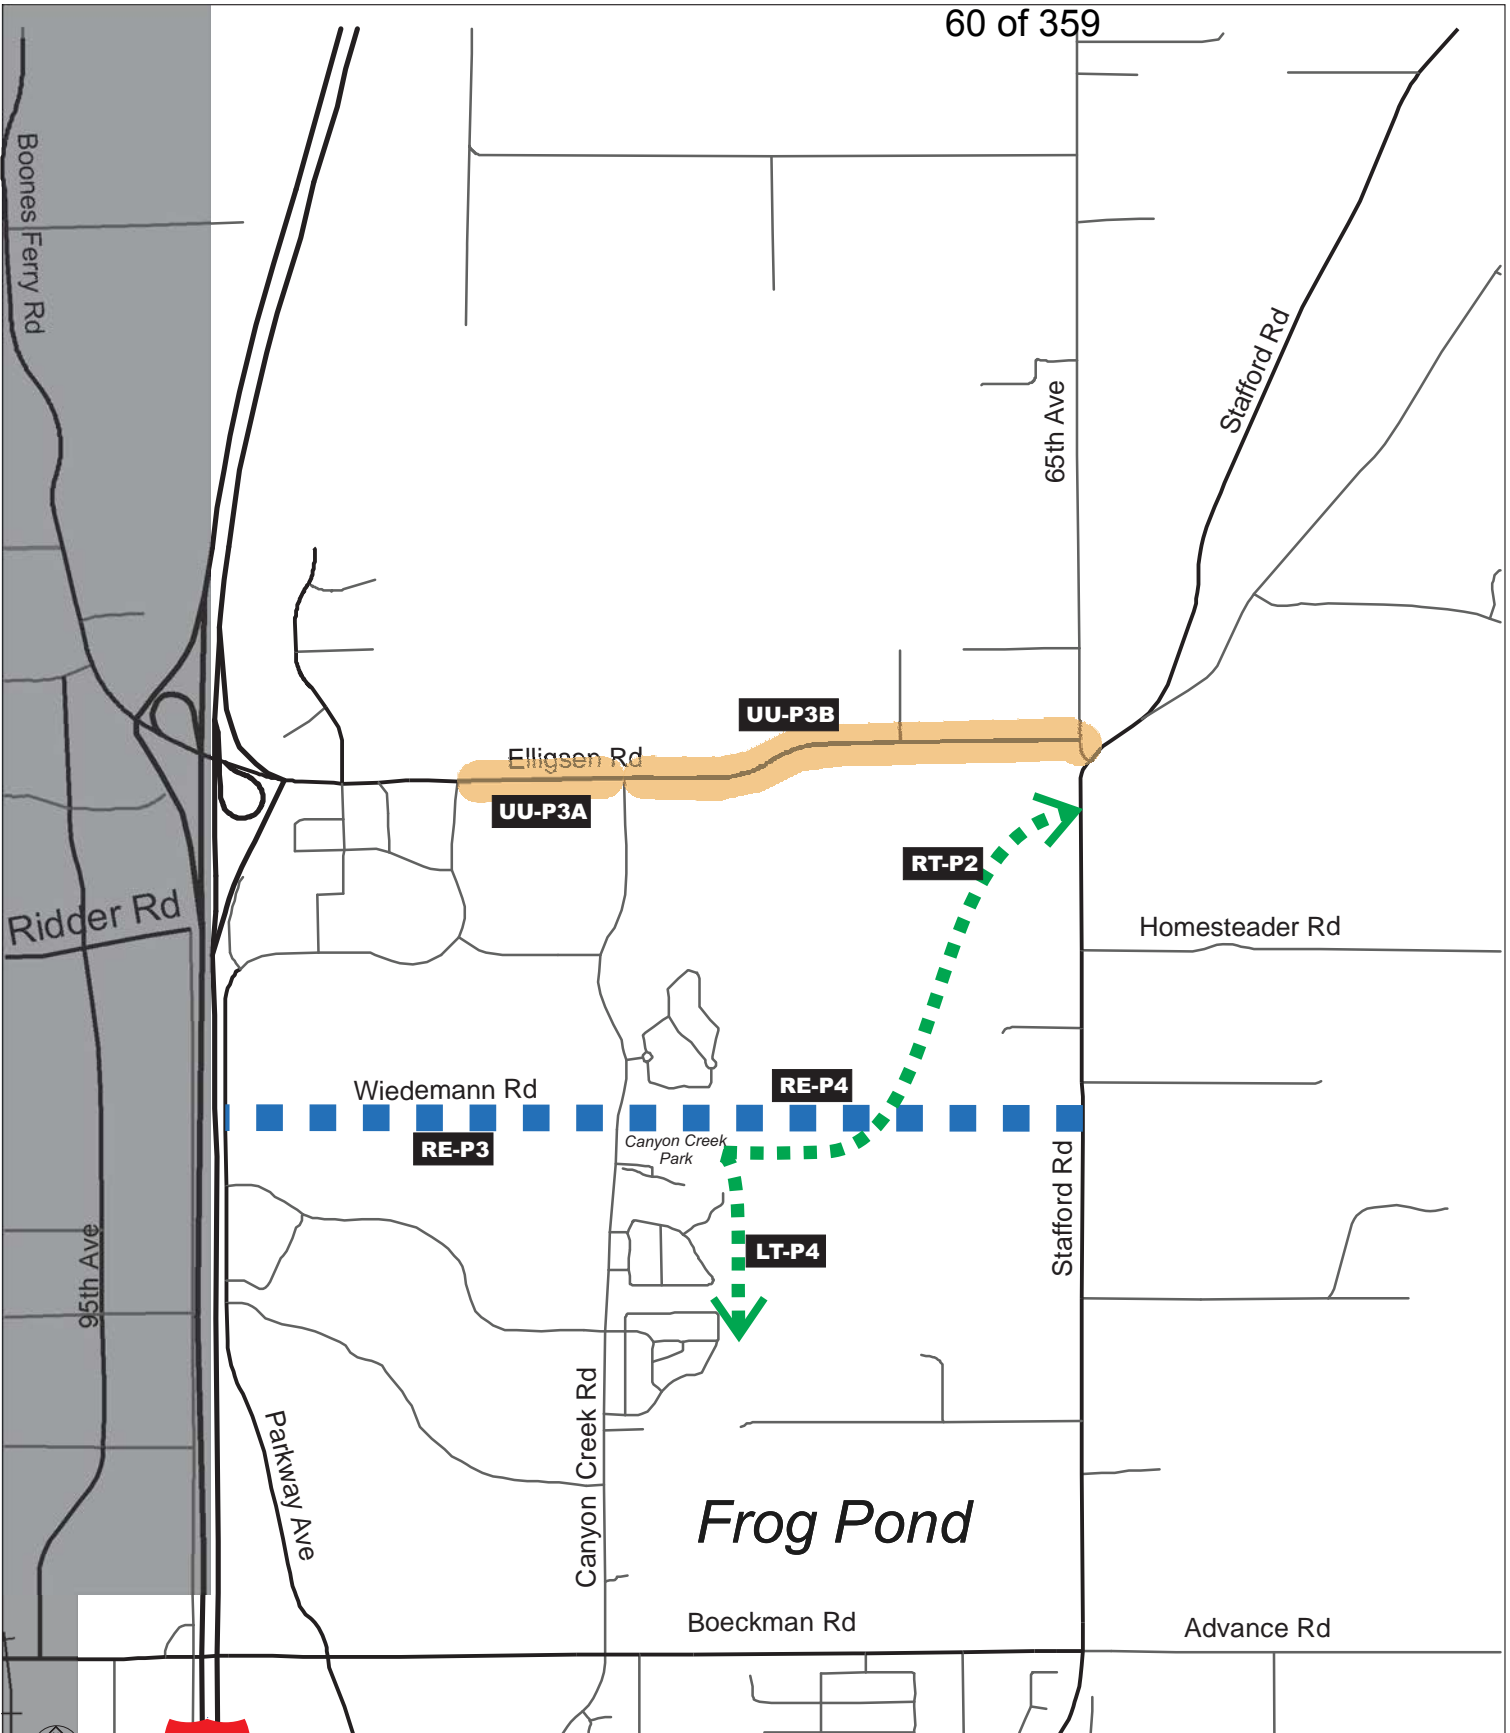 60 of 359
Boones Ferry Rd
Stafford Rd
65th Ave
UU-P3B
Elligsen Rd
UU-P3A
RT-P2
Ridder Rd
Homesteader Rd
Wiedemann Rd
RE-P4
RE-P3
Canyon Creek
Park
Stafford Rd
LT-P4
95th Ave
Canyon Creek Rd
Parkway Ave
Frog Pond
Boeckman Rd
Advance Rd